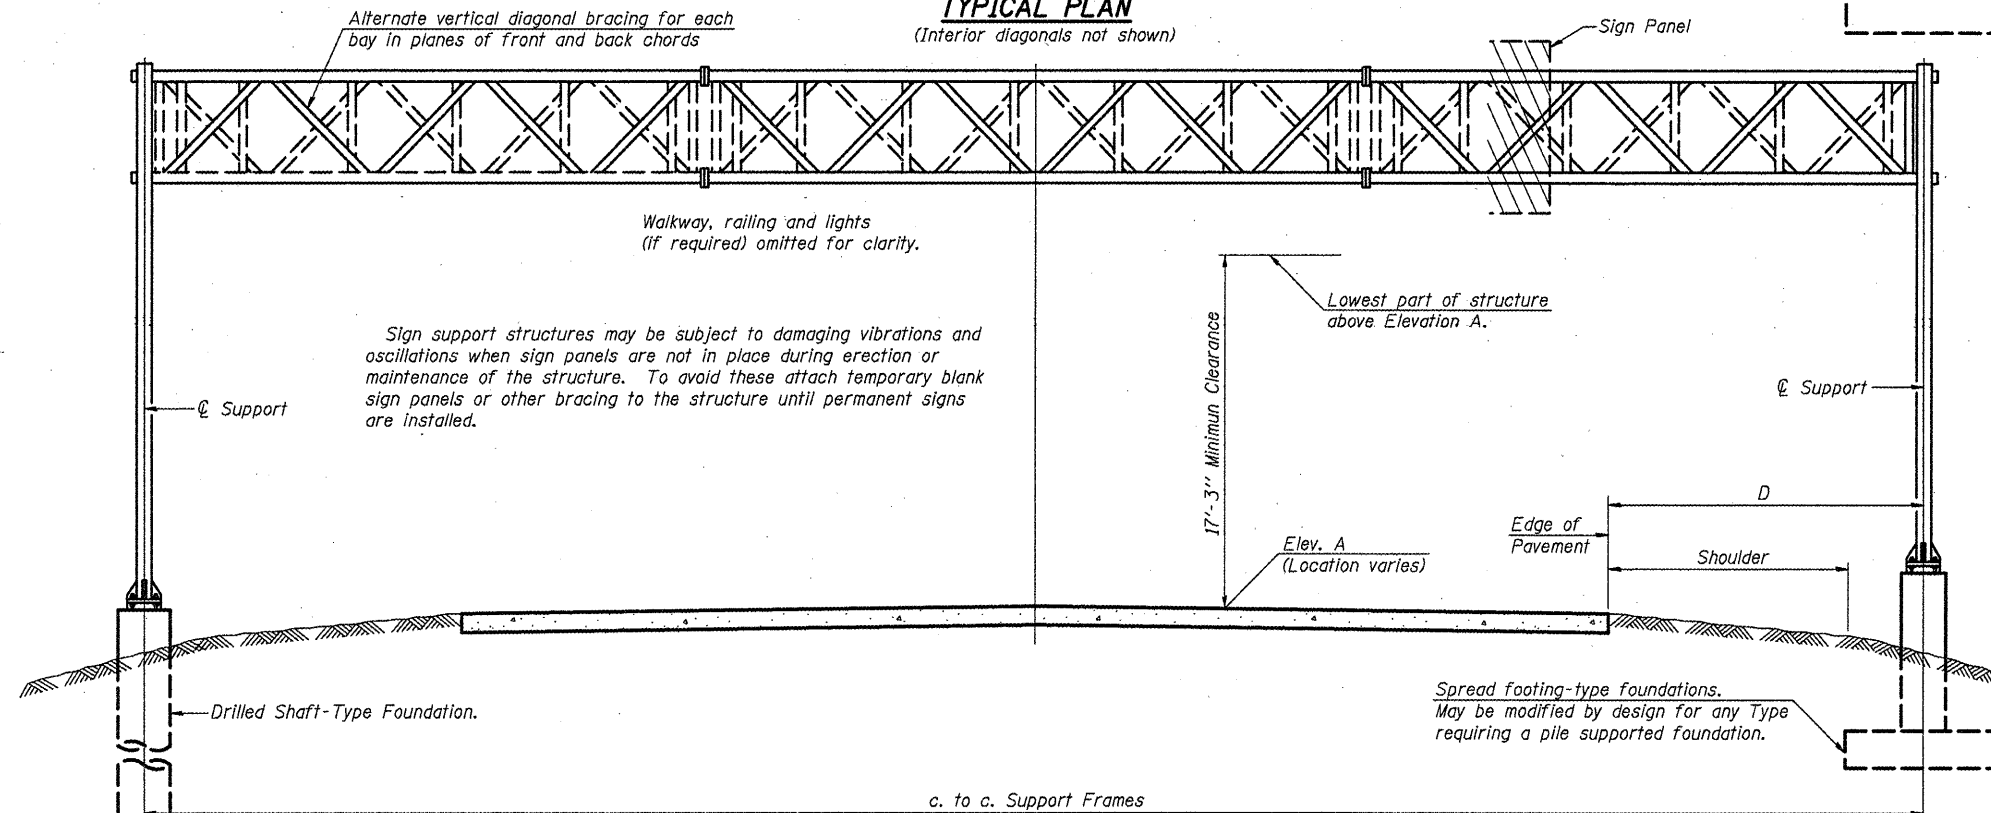 TYPICAL PLAN
(Interior diagonals not shown)
Alternate vertical diagonal bracing for each
bay in planes of front and back chords
Sign Panel
Walkway, railing and lights
(if required) omitted for clarity.
Lowest part of structure
above Elevation A.
Sign support structures may be subject to damaging vibrations and
oscillations when sign panels are not in place during erection or
maintenance of the structure. To avoid these attach temporary blank
sign panels or other bracing to the structure until permanent signs
are installed.
17'-3" Minimun Clearance
℄ Support
℄ Support
D
Edge of
Pavement
Shoulder
Elev. A
(Location varies)
Drilled Shaft-Type Foundation.
Spread footing-type foundations.
May be modified by design for any Type
requiring a pile supported foundation.
c. to c. Support Frames